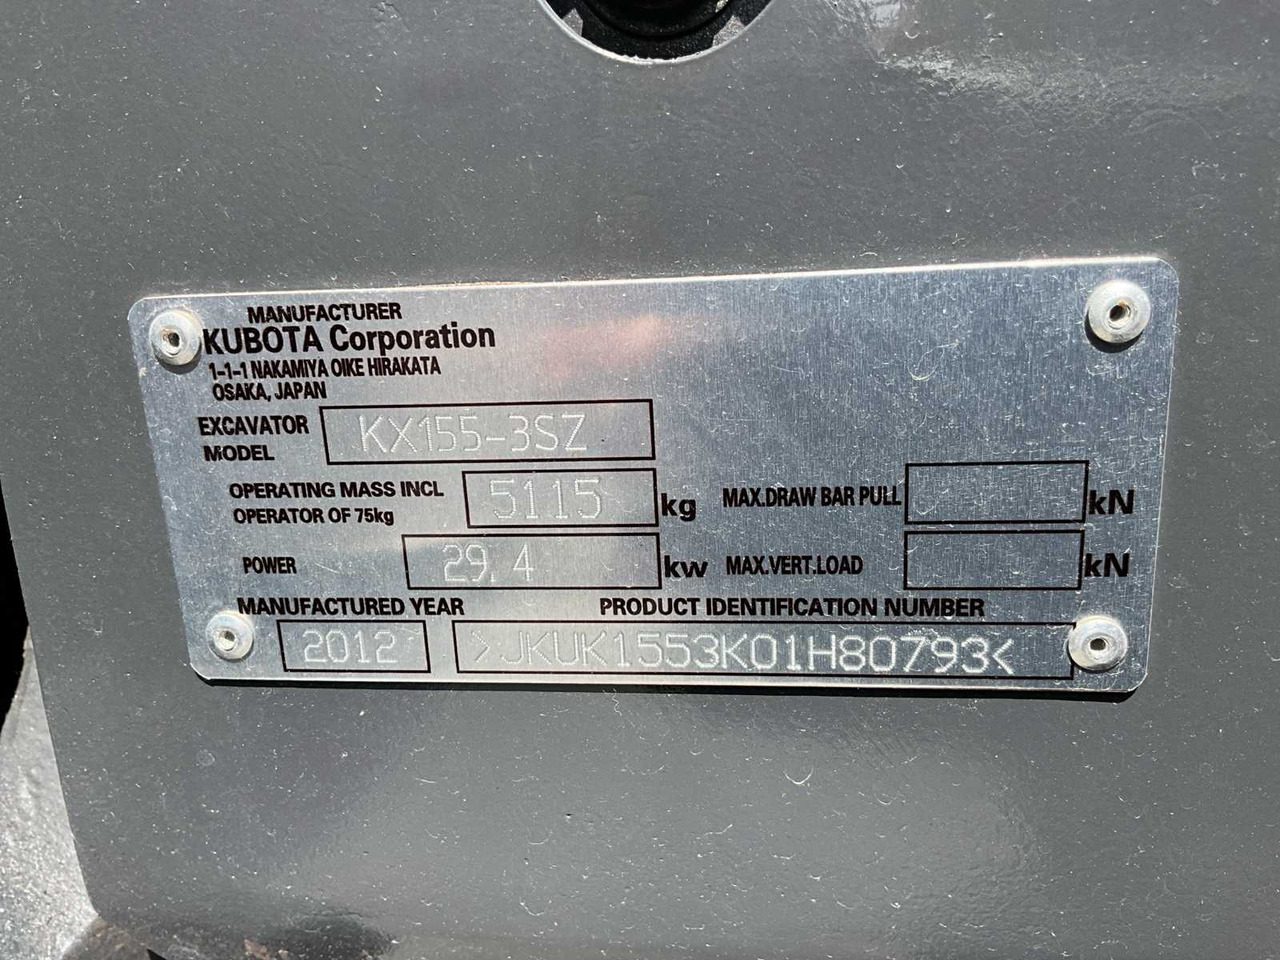 MANUFACTURER
KUBOTA Corporation
1-1-1 NAKAMIYA OIKE HIRAKATA
OSAKA, JAPAN
EXCAVATOR MODEL KX155-3SZ
OPERATING MASS INCL OPERATOR OF 75kg 5115 kg
MAX.DRAW BAR PULL kN
POWER 29.4 kw
MAX.VERT.LOAD kN
MANUFACTURED YEAR
2012
PRODUCT IDENTIFICATION NUMBER
>JKUK1553K01H80793<